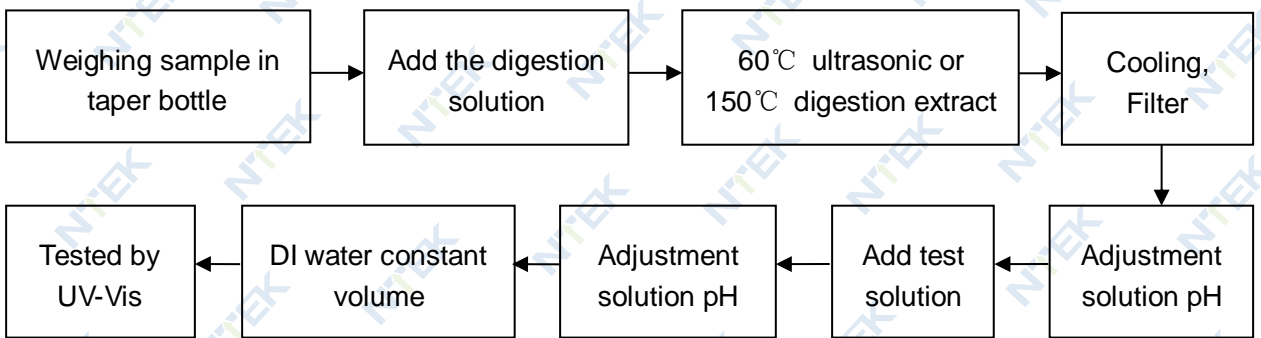 Weighing sample in
taper bottle
Add the digestion
solution
60℃ ultrasonic or
150℃ digestion extract
Cooling,
Filter
Adjustment
solution pH
Add test
solution
Adjustment
solution pH
DI water constant
volume
Tested by
UV-Vis
NTEK